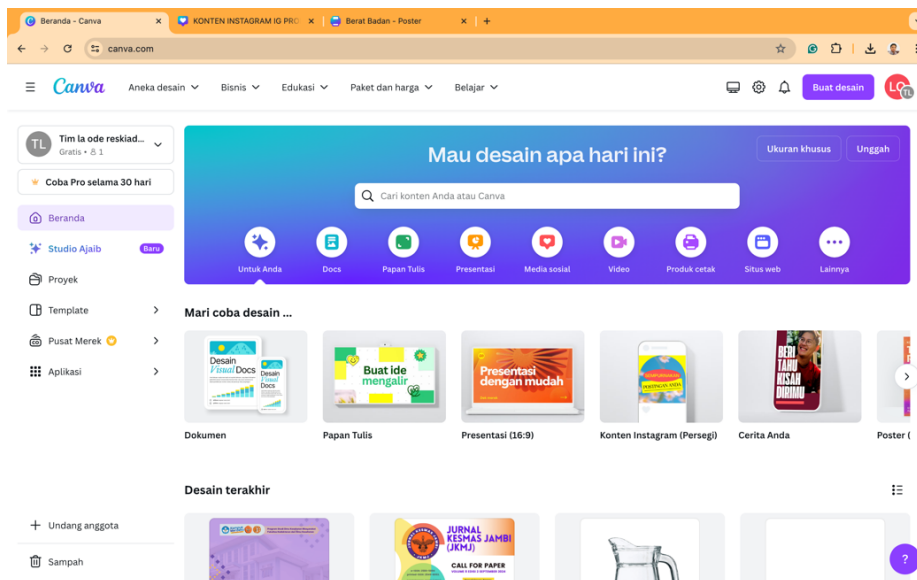 Beranda - Canva
KONTEN INSTAGRAM IG PRO
Berat Badan - Poster
canva.com
Canva
Aneka desain
Bisnis
Edukasi
Paket dan harga
Belajar
Buat desain
LO
TL
TL
Tim la ode reskiad...
Gratis • 1
Coba Pro selama 30 hari
Beranda
Studio Ajaib
Baru
Proyek
Template
Pusat Merek
Aplikasi
Undang anggota
Sampah
Mau desain apa hari ini?
Ukuran khusus
Unggah
Cari konten Anda atau Canva
Untuk Anda
Docs
Papan Tulis
Presentasi
Media sosial
Video
Produk cetak
Situs web
Lainnya
Mari coba desain ...
Desain
Visual Docs
Desain
Visual
Docs
Buat ide
mengalir
Presentasi
dengan mudah
POSTINGAN ANDA
BERI
TAHU
KISAH
DIRIMU
Dokumen
Papan Tulis
Presentasi (16:9)
Konten Instagram (Persegi)
Cerita Anda
Poster (
Desain terakhir
JURNAL
KESMAS JAMBI
(JKMJ)
CALL FOR PAPER
?